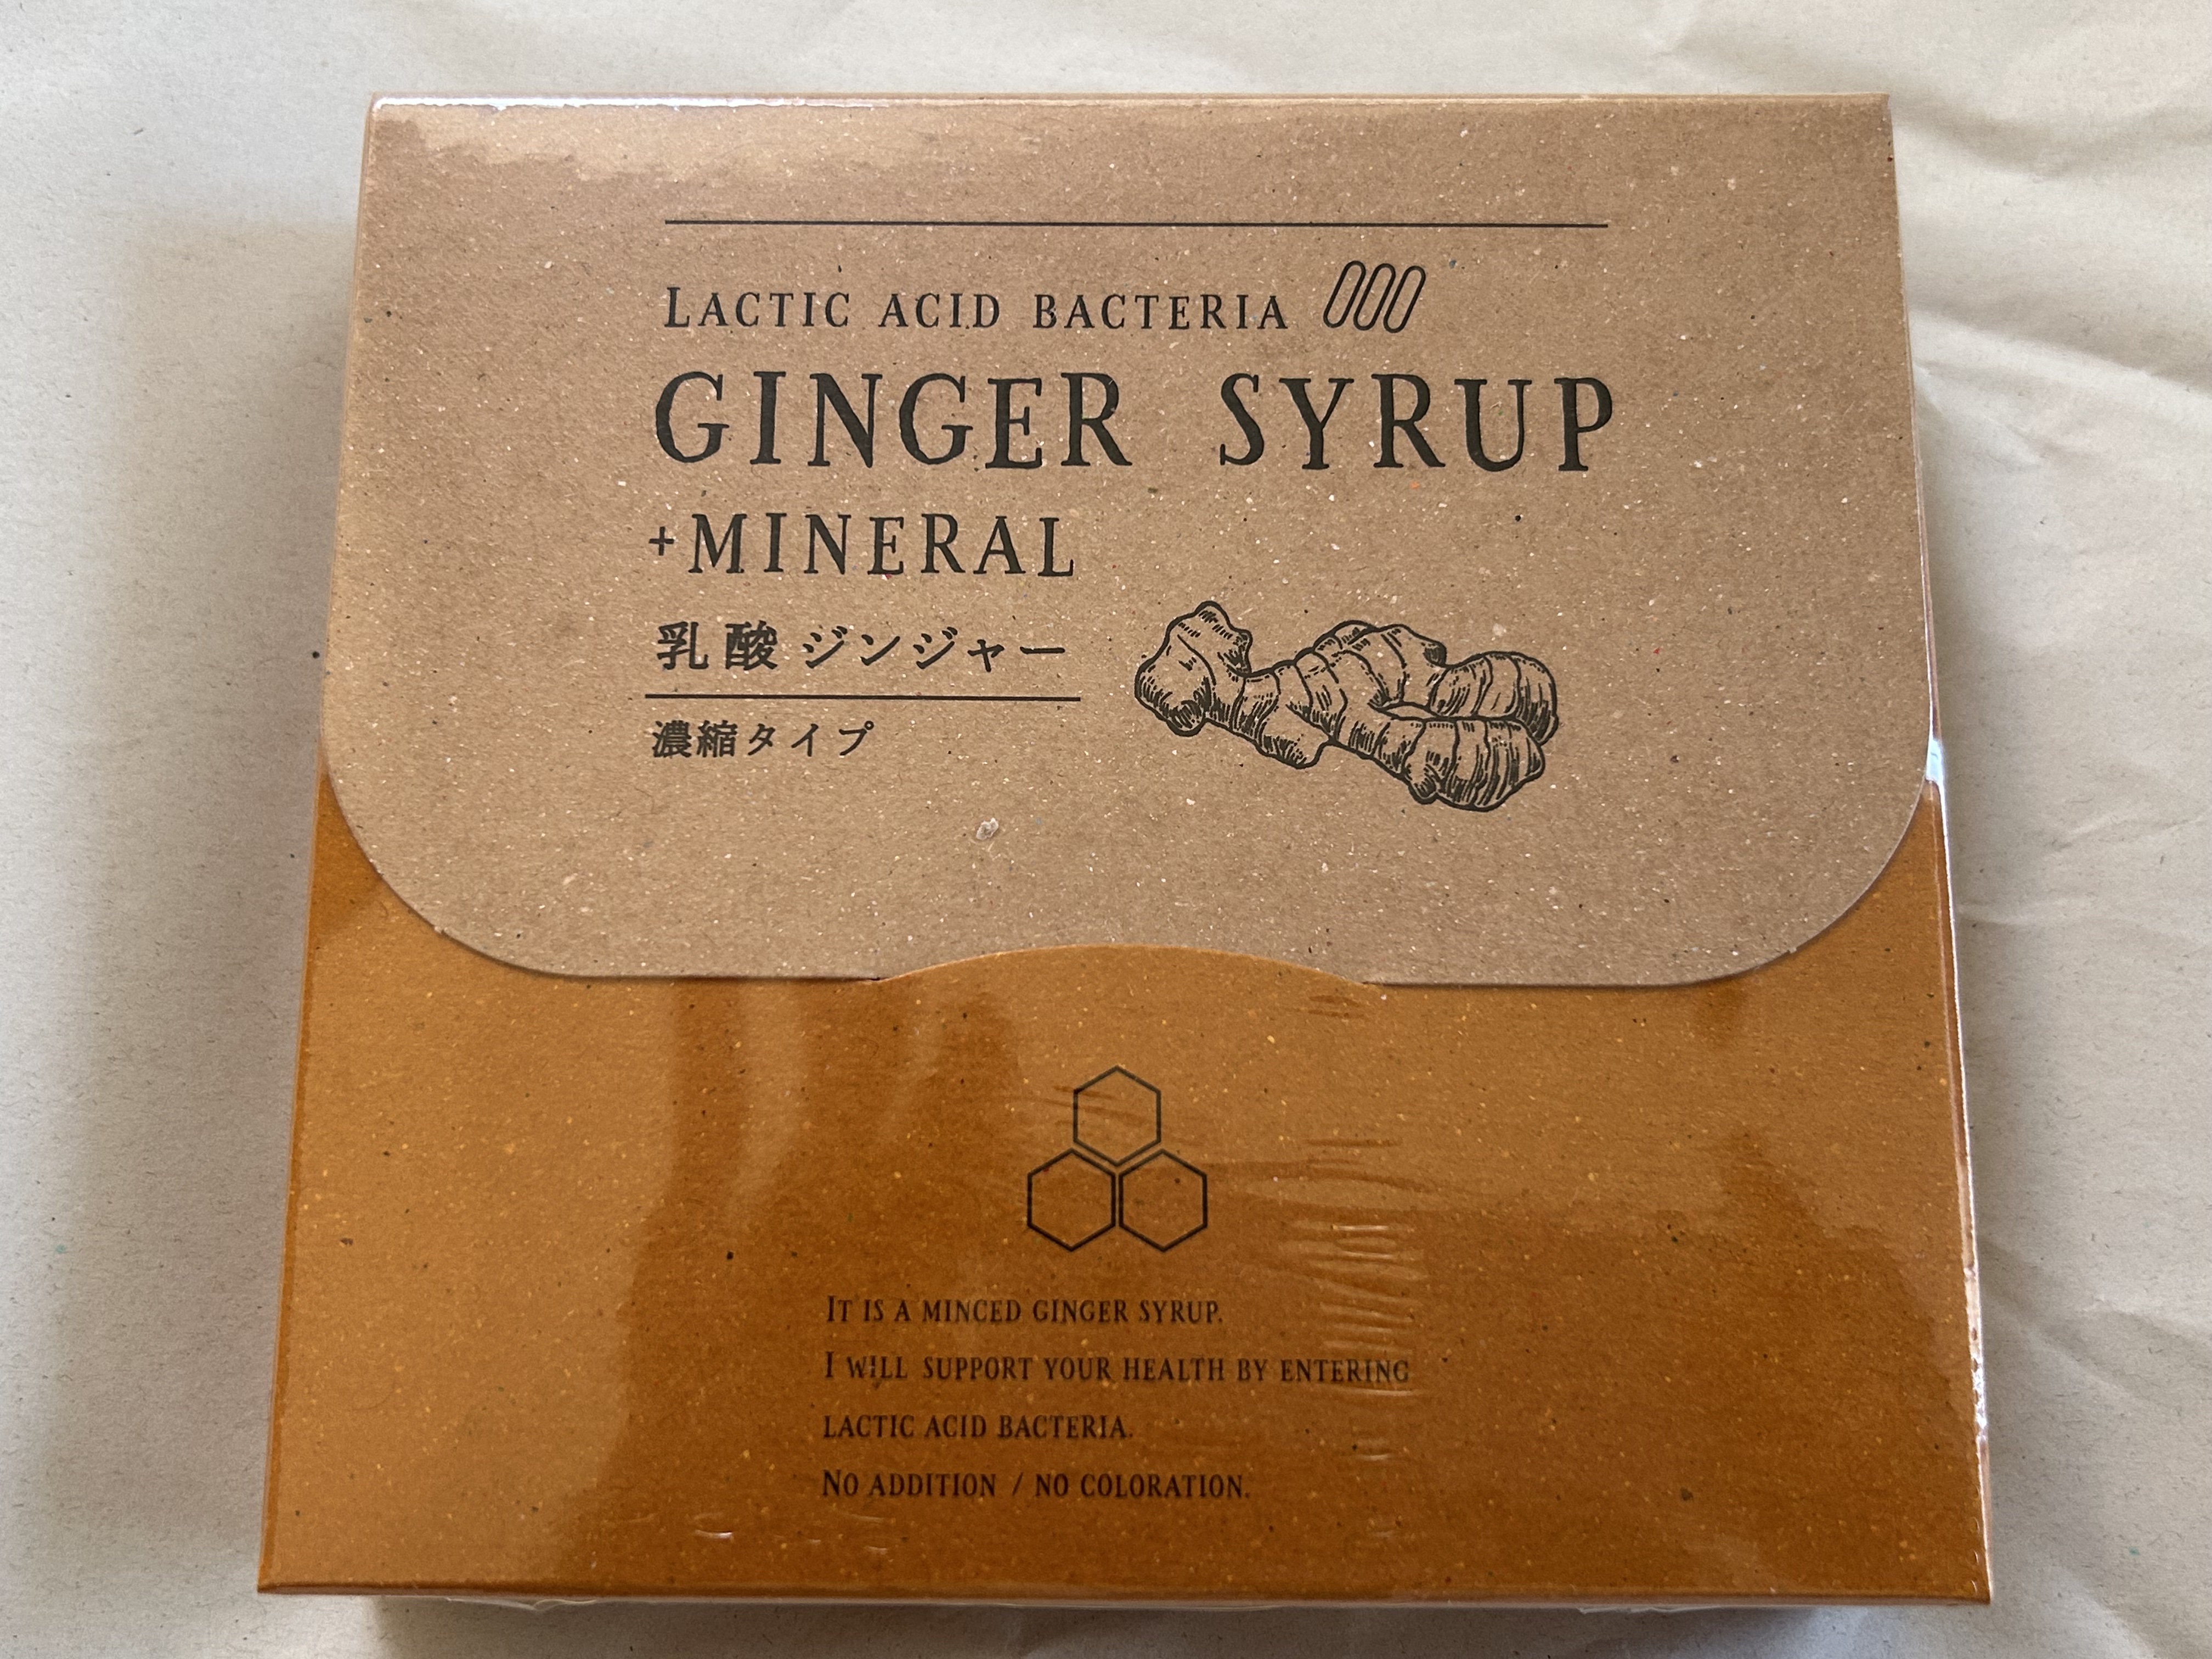 LACTIC ACID BACTERIA
GINGER SYRUP
+MINERAL
乳酸ジンジャー
濃縮タイプ
IT IS A MINCED GINGER SYRUP.
I WILL SUPPORT YOUR HEALTH BY ENTERING
LACTIC ACID BACTERIA.
NO ADDITION / NO COLORATION.